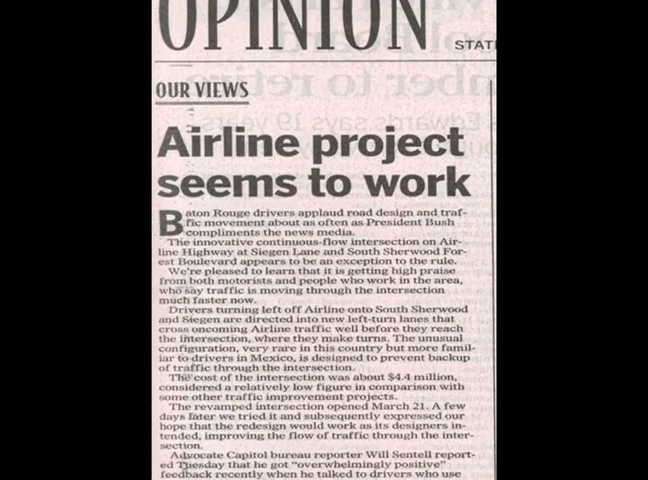 OPINION
OUR VIEWS
Airline project
seems to work
Baton Rouge drivers applaud road design and traf-
fic movement about as often as President Bush
compliments the news media.
The innovative continuous-flow intersection on Air-
line Highway at Siegen Lane and South Sherwood For-
est Boulevard appears to be an exception to the rule.
We're pleased to learn that it is getting high praise
from both motorists and people who work in the area,
who say traffic is moving through the intersection
much faster now.
Drivers turning left off Airline onto South Sherwood
and Siegen are directed into new left-turn lanes that
cross oncoming Airline traffic well before they reach
the intersection, where they make turns. The unusual
configuration, very rare in this country but more famil-
iar to drivers in Mexico, is designed to prevent backup
of traffic through the intersection.
The cost of the intersection was about $4.4 million,
considered a relatively low figure in comparison with
some other traffic improvement projects.
The revamped intersection opened March 21. A few
days later we tried it and subsequently expressed our
hope that the redesign would work as its designers in-
tended, improving the flow of traffic through the inter-
section.
Advocate Capitol bureau reporter Will Sentell report-
ed Tuesday that he got "overwhelmingly positive"
feedback recently when he talked to drivers who use